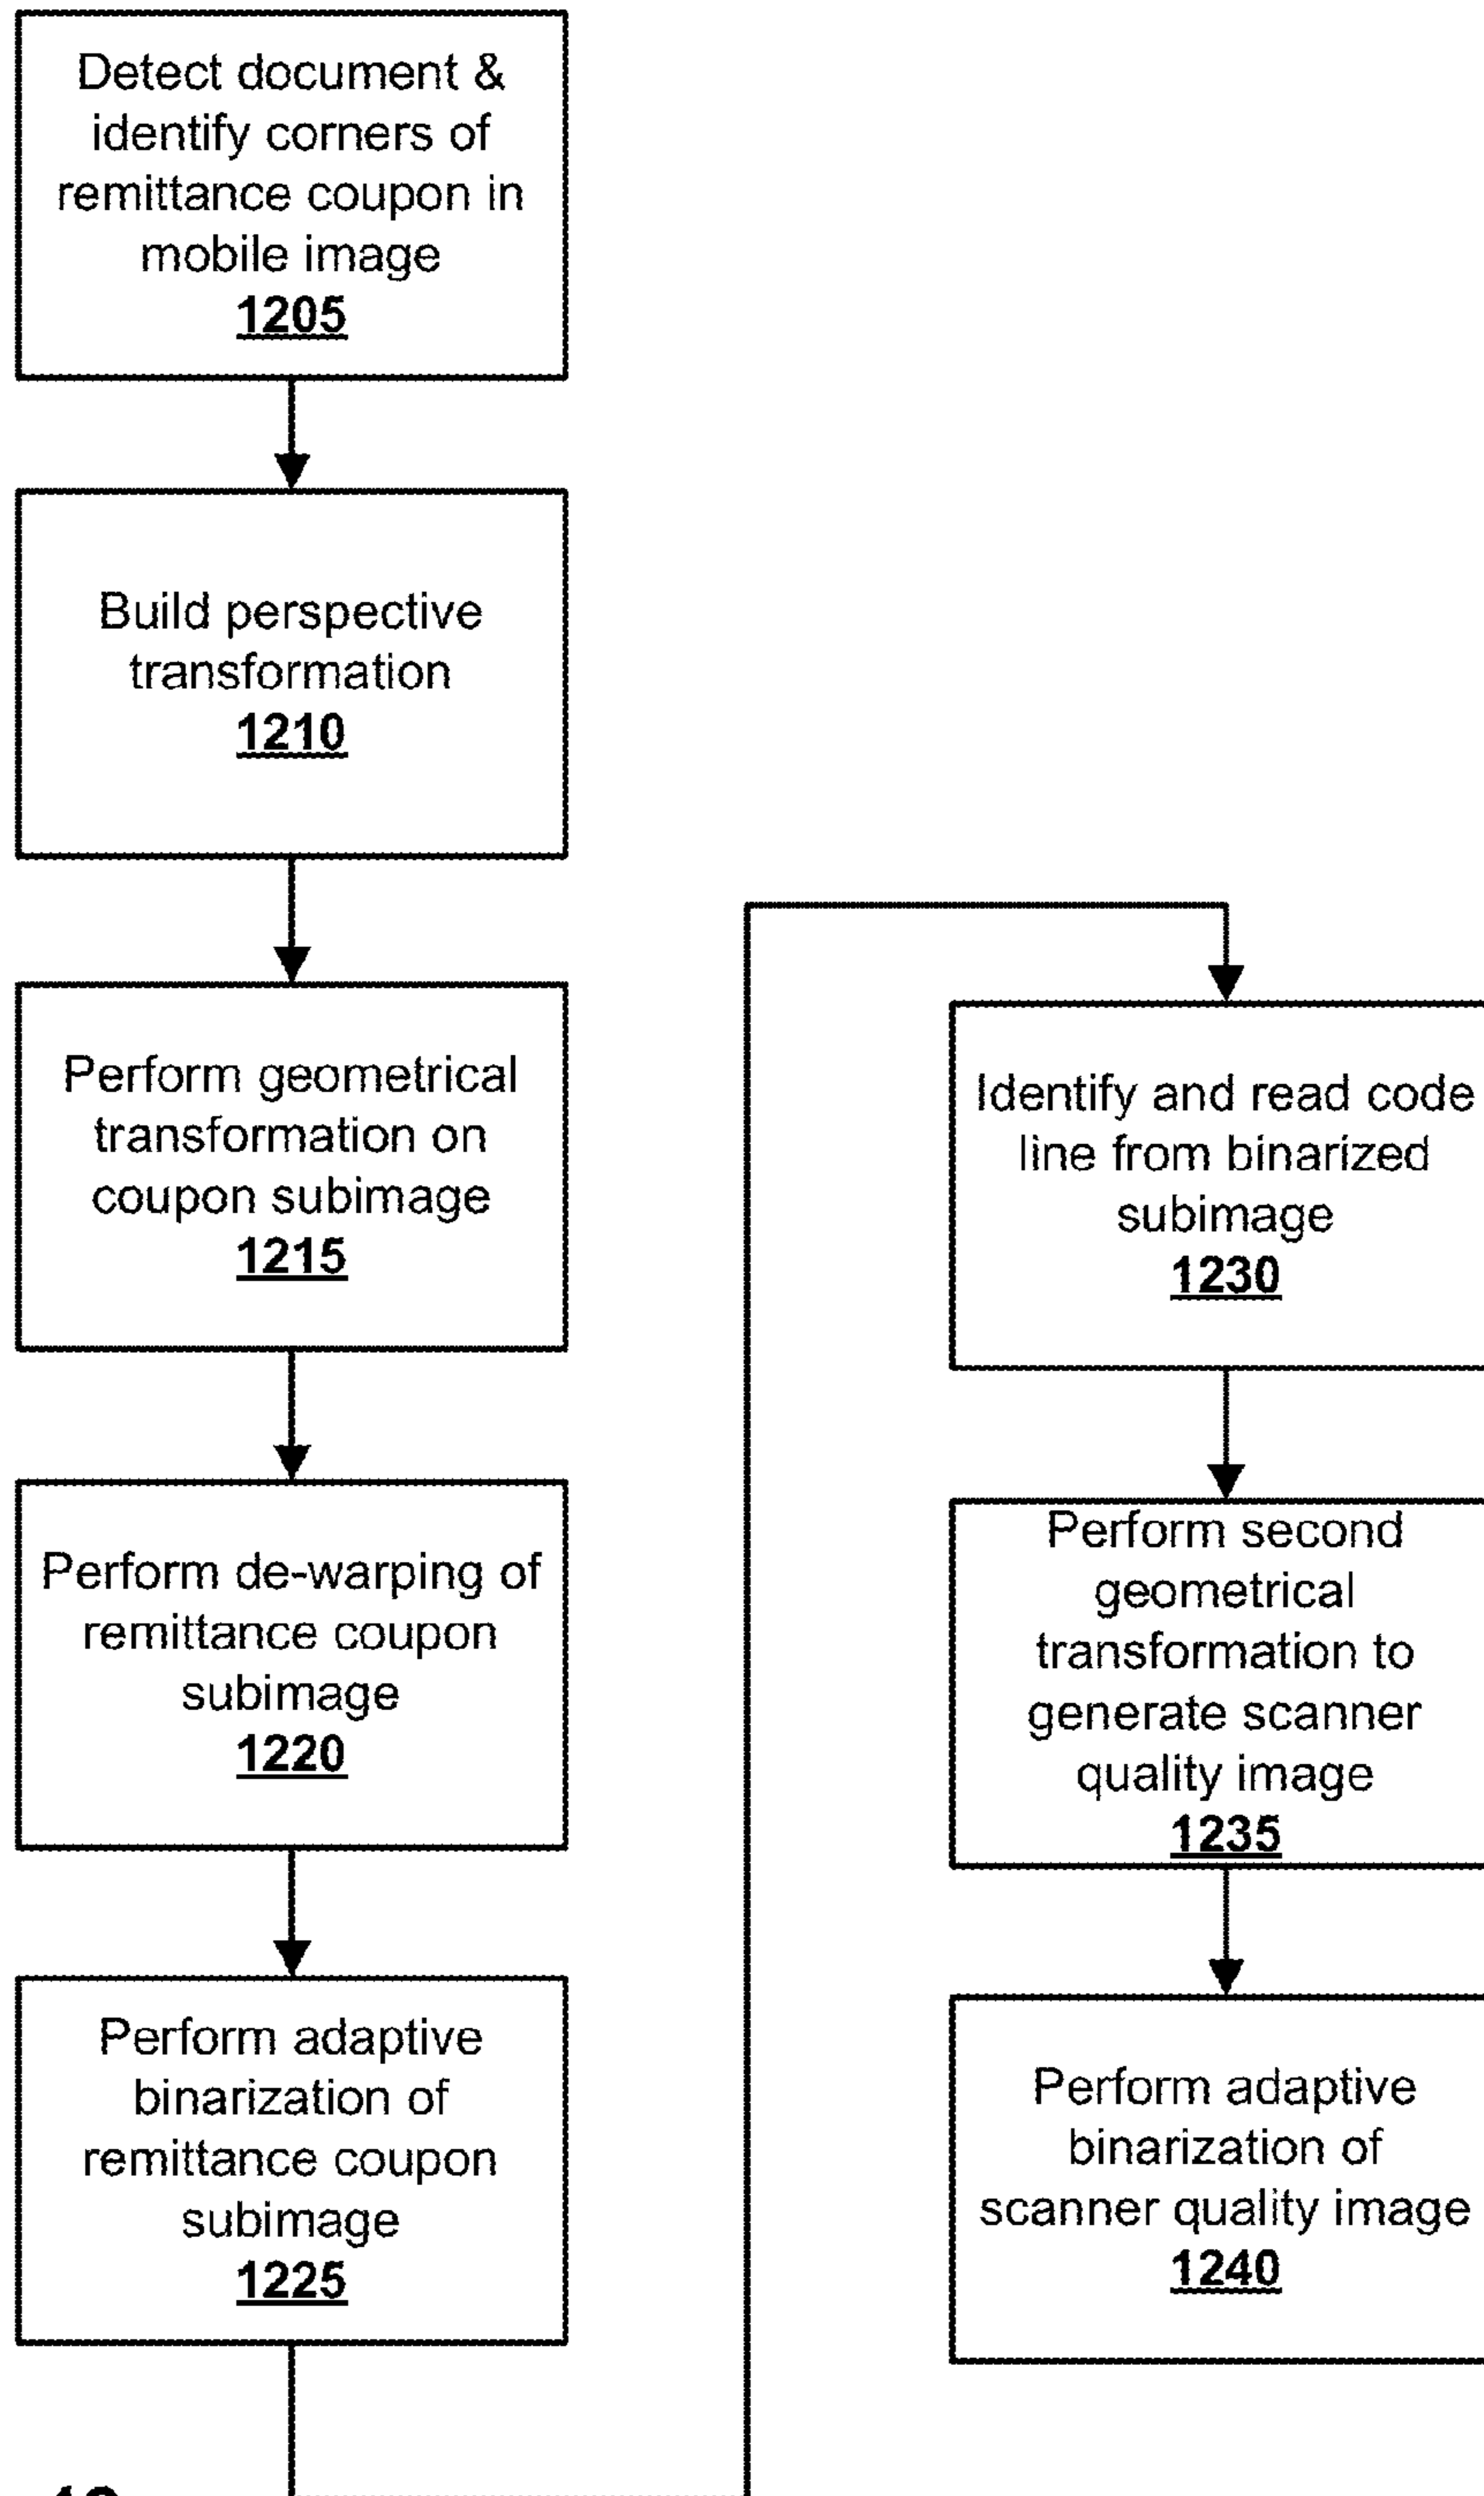 Detect document &
identify corners of
remittance coupon in
mobile image
1205
Build perspective
transformation
1210
Perform geometrical
transformation on
coupon subimage
1215
Perform de-warping of
remittance coupon
subimage
1220
Perform adaptive
binarization of
remittance coupon
subimage
1225
Identify and read code
line from binarized
subimage
1230
Perform second
geometrical
transformation to
generate scanner
quality image
1235
Perform adaptive
binarization of
scanner quality image
1240